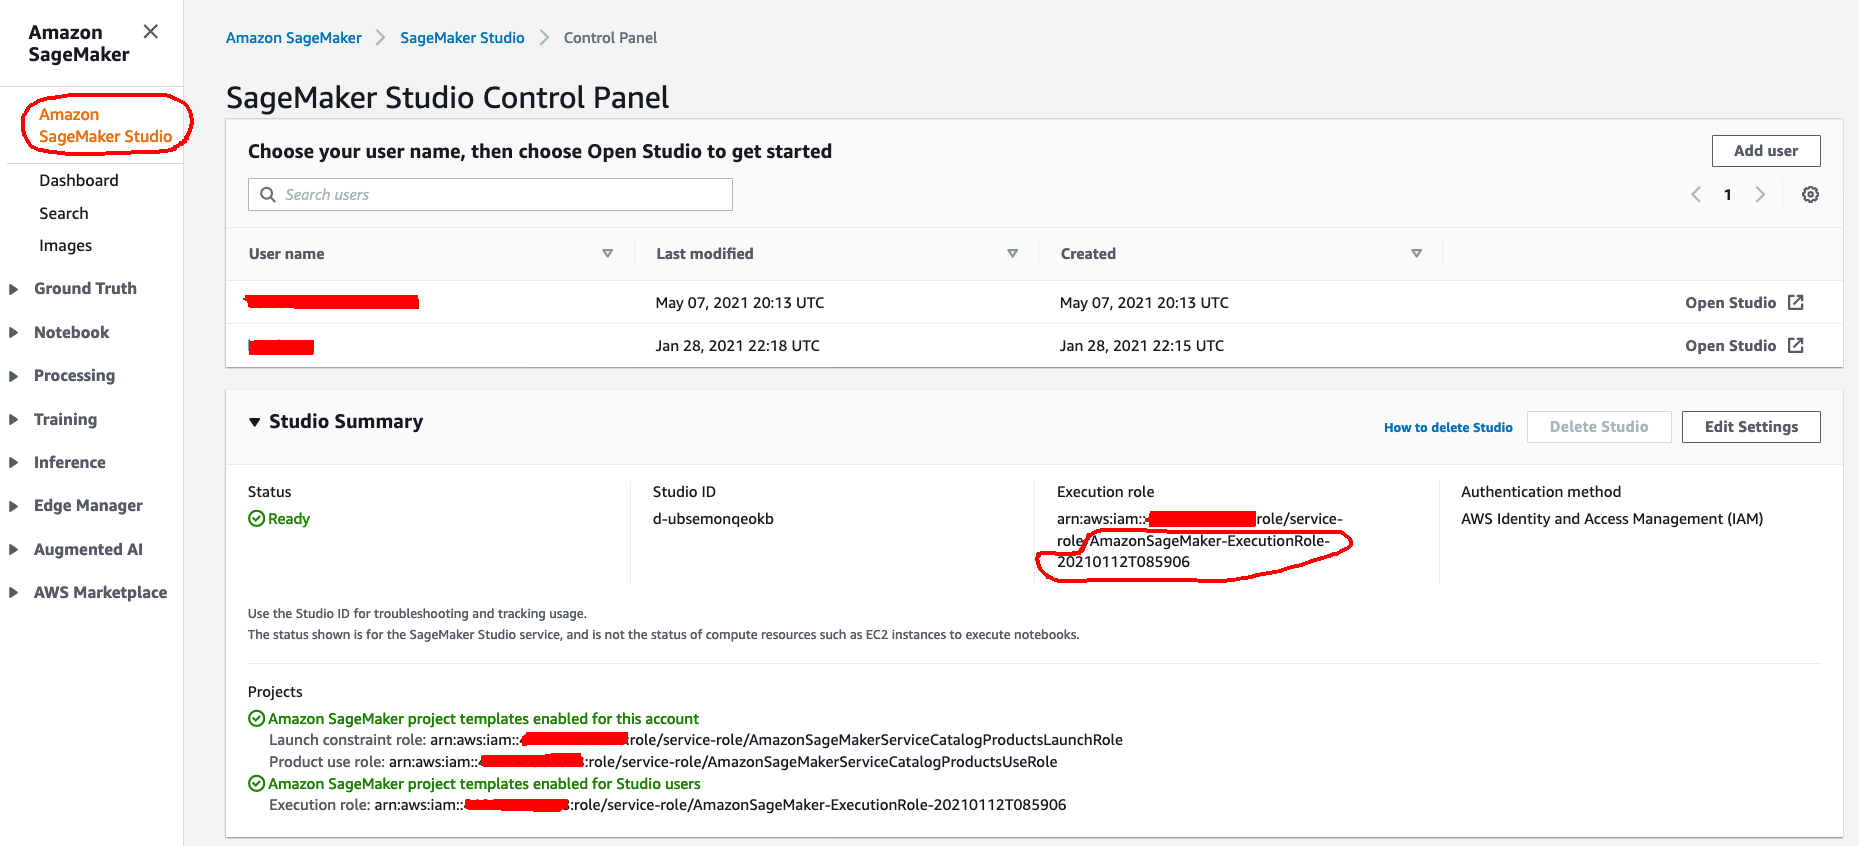 Amazon
SageMaker
Amazon
SageMaker Studio
Dashboard
Search
Images
Ground Truth
Notebook
Processing
Training
Inference
Edge Manager
Augmented AI
AWS Marketplace
Amazon SageMaker > SageMaker Studio > Control Panel
SageMaker Studio Control Panel
Choose your user name, then choose Open Studio to get started
Add user
Search users
1
User name Last modified Created
May 07, 2021 20:13 UTC May 07, 2021 20:13 UTC Open Studio
Jan 28, 2021 22:18 UTC Jan 28, 2021 22:15 UTC Open Studio
Studio Summary
How to delete Studio Delete Studio Edit Settings
Status
Ready
Studio ID
d-ubsemonqeokb
Execution role
arn:aws:iam:: role/service-
role/AmazonSageMaker-ExecutionRole-
20210112T085906
Authentication method
AWS Identity and Access Management (IAM)
Use the Studio ID for troubleshooting and tracking usage.
The status shown is for the SageMaker Studio service, and is not the status of compute resources such as EC2 instances to execute notebooks.
Projects
Amazon SageMaker project templates enabled for this account
Launch constraint role: arn:aws:iam:: :role/service-role/AmazonSageMakerServiceCatalogProductsLaunchRole
Product use role: arn:aws:iam:: :role/service-role/AmazonSageMakerServiceCatalogProductsUseRole
Amazon SageMaker project templates enabled for Studio users
Execution role: arn:aws:iam:: :role/service-role/AmazonSageMaker-ExecutionRole-20210112T085906